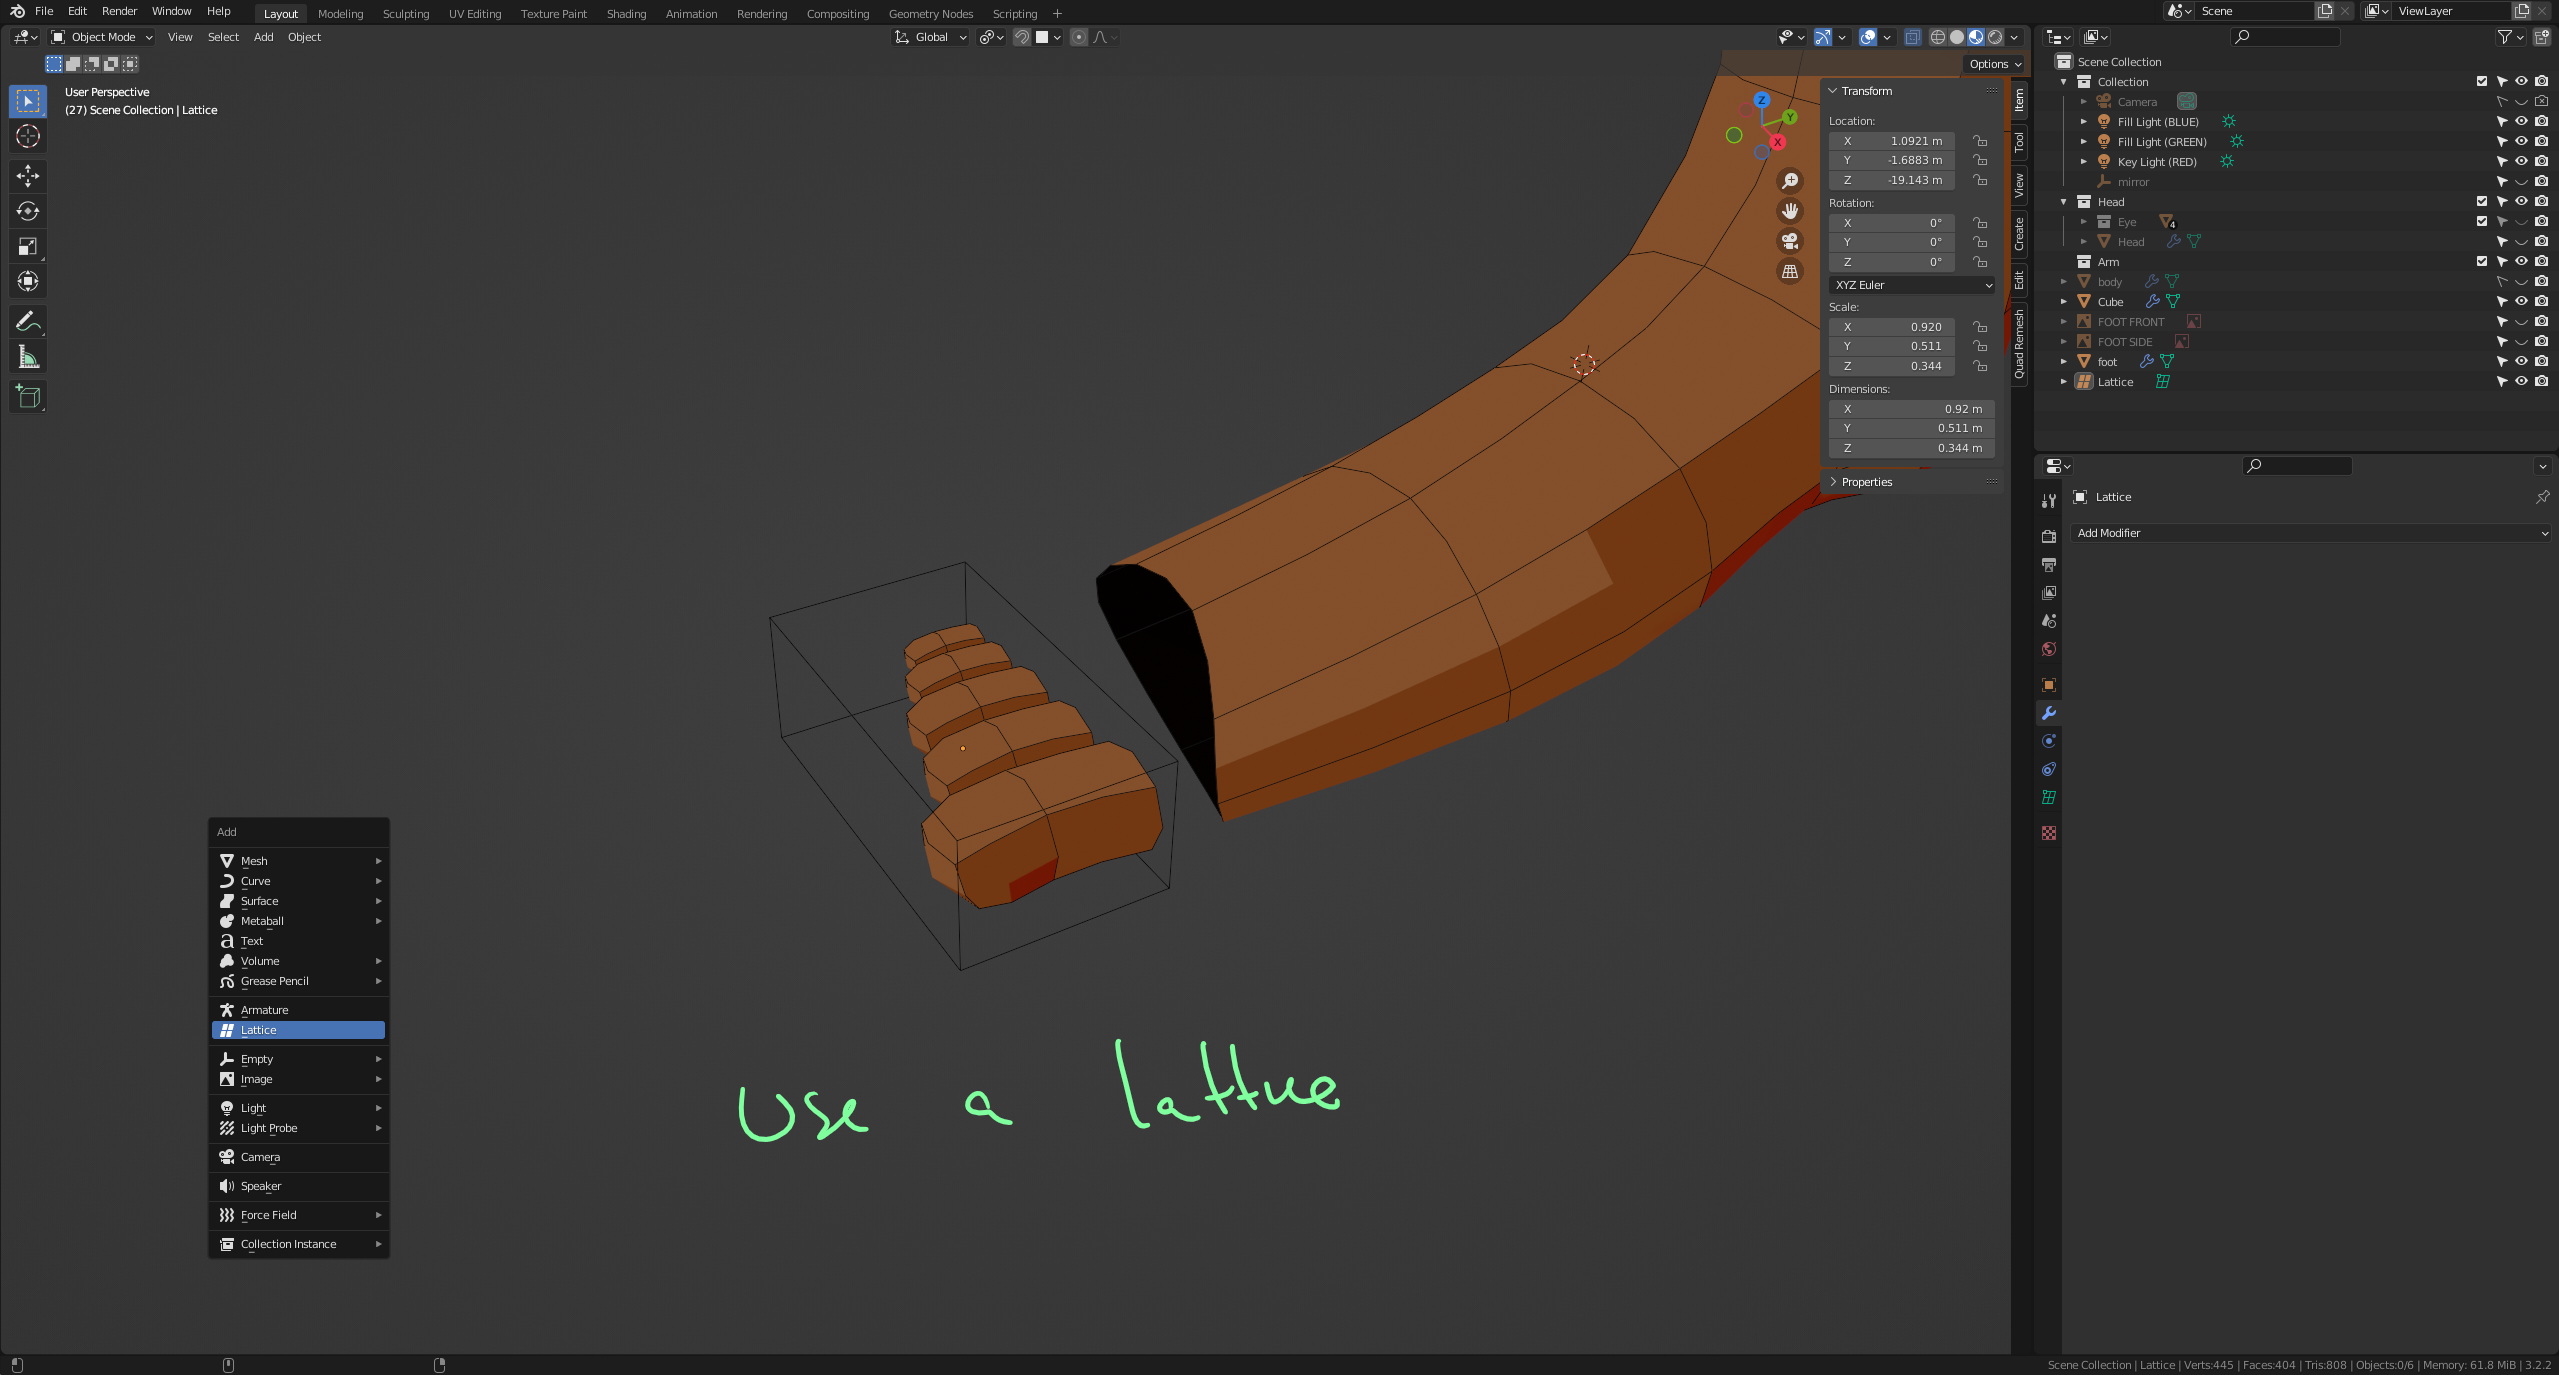 File Edit Render Window Help Layout Modeling Sculpting UV Editing Texture Paint Shading Animation Rendering Compositing Geometry Nodes Scripting + Scene ViewLayer
Object Mode View Select Add Object Global
Options
User Perspective
(27) Scene Collection | Lattice
Z
Y
X
Transform
Location:
X 1.0921 m
Y -1.6883 m
Z -19.143 m
Rotation:
X 0°
Y 0°
Z 0°
XYZ Euler
Scale:
X 0.920
Y 0.511
Z 0.344
Dimensions:
X 0.92 m
Y 0.511 m
Z 0.344 m
Properties
Item
Tool
View
Create
Edit
Quad Remesh
Scene Collection
Collection
Camera
Fill Light (BLUE)
Fill Light (GREEN)
Key Light (RED)
mirror
Head
Eye 4
Head
Arm
body
Cube
FOOT FRONT
FOOT SIDE
foot
Lattice
Lattice
Add Modifier
Add
Mesh
Curve
Surface
Metaball
Text
Volume
Grease Pencil
Armature
Lattice
Empty
Image
Light
Light Probe
Camera
Speaker
Force Field
Collection Instance
Use a lattice
Scene Collection | Lattice | Verts:445 | Faces:404 | Tris:808 | Objects:0/6 | Memory: 61.8 MiB | 3.2.2